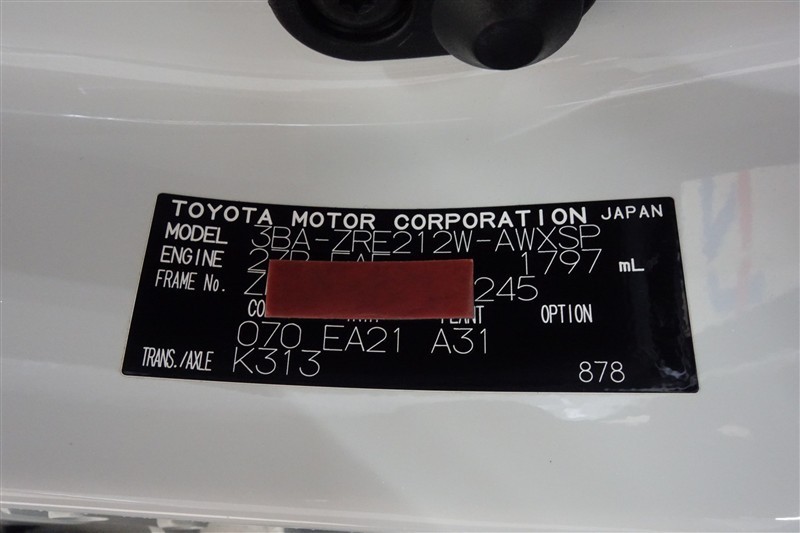 TOYOTA MOTOR CORPORATION JAPAN
MODEL 3BA-ZRE212W-AWXSP
ENGINE 1797 mL
FRAME No. Z 245
OPTION
070 EA21 A31
TRANS./AXLE K313
878